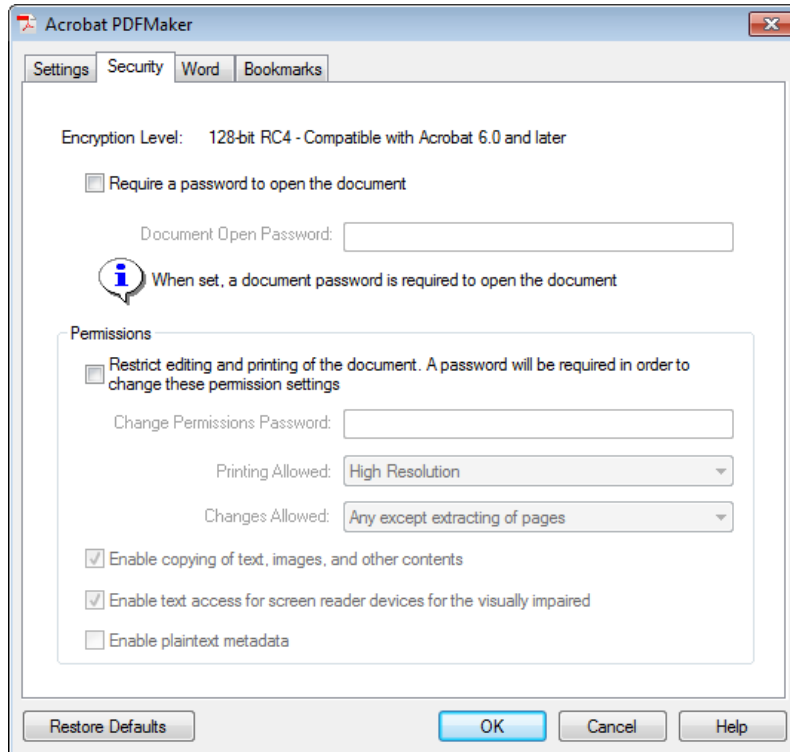 Acrobat PDFMaker
Settings Security Word Bookmarks
Encryption Level: 128-bit RC4 - Compatible with Acrobat 6.0 and later
Require a password to open the document
Document Open Password:
When set, a document password is required to open the document
Permissions
Restrict editing and printing of the document. A password will be required in order to
change these permission settings
Change Permissions Password:
Printing Allowed: High Resolution
Changes Allowed: Any except extracting of pages
Enable copying of text, images, and other contents
Enable text access for screen reader devices for the visually impaired
Enable plaintext metadata
Restore Defaults OK Cancel Help